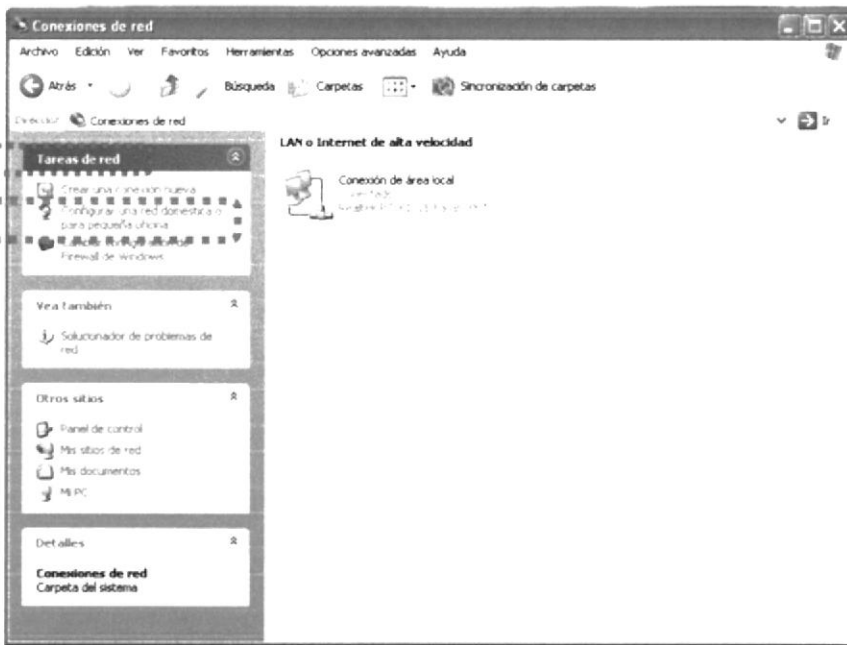 Conexiones de red
Archivo Edición Ver Favoritos Herramientas Opciones avanzadas Ayuda
Atrás Búsqueda Carpetas Sincronización de carpetas
Dirección Conexiones de red Ir
Tareas de red
Crear una conexión nueva
Configurar una red doméstica o
para pequeña oficina
Firewall de Windows
Vea también
Solucionador de problemas de
red
Otros sitios
Panel de control
Mis sitios de red
Mis documentos
Mi PC
Detalles
Conexiones de red
Carpeta del sistema
LAN o Internet de alta velocidad
Conexión de área local